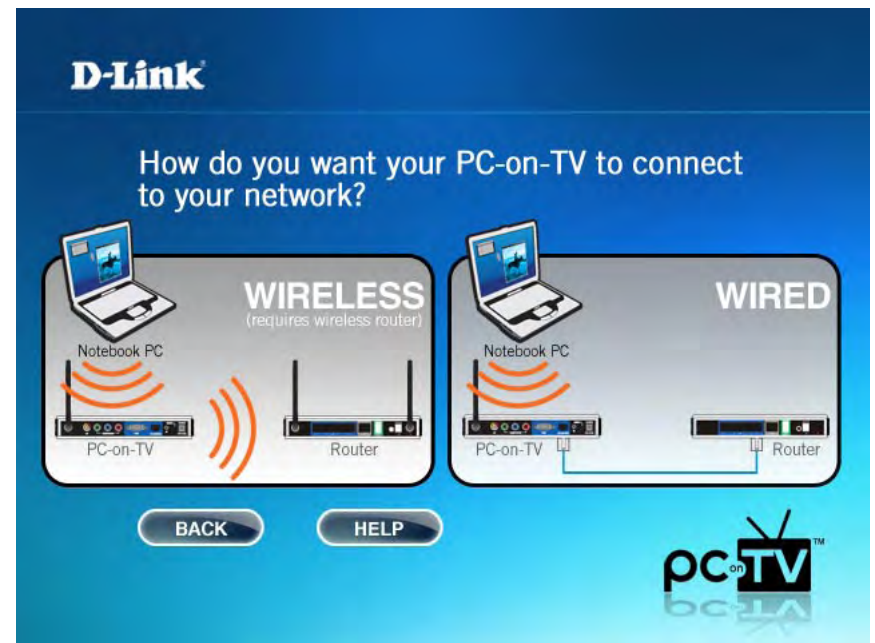 D-Link
How do you want your PC-on-TV to connect
to your network?
WIRELESS
(requires wireless router)
Notebook PC
PC-on-TV
Router
WIRED
Notebook PC
PC-on-TV
Router
BACK
HELP
pc on TV™